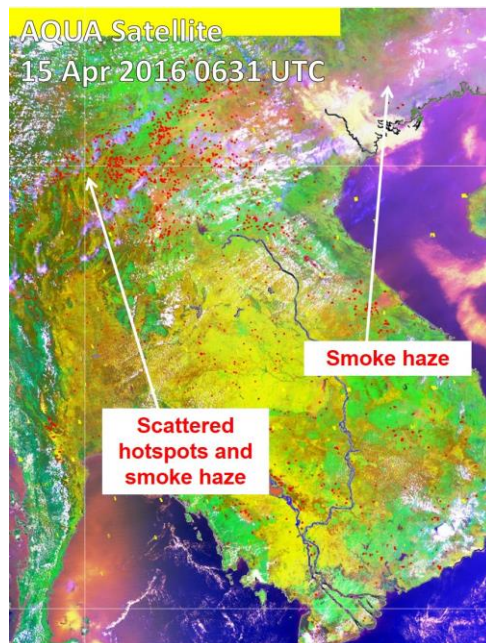 AQUA Satellite
15 Apr 2016 0631 UTC
Smoke haze
Scattered
hotspots and
smoke haze